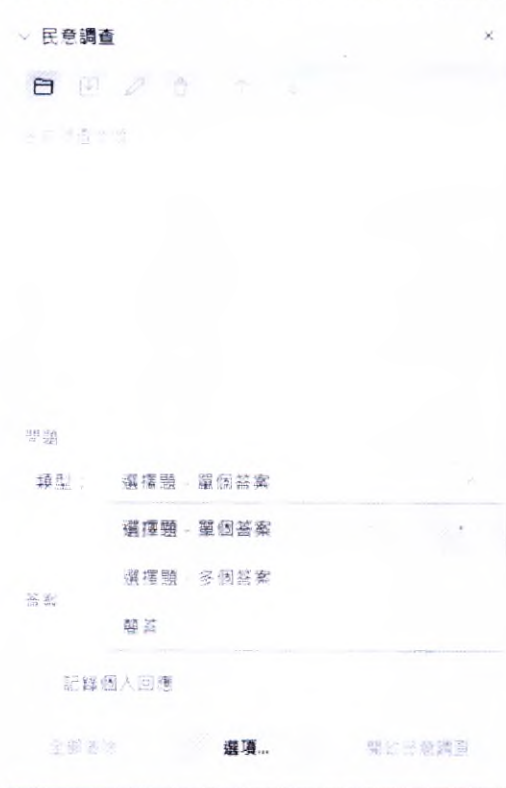 民意調查
問題
類型： 選擇題 - 單個答案
選擇題 - 單個答案
選擇題 - 多個答案
簡答
答案
記錄個人回應
全部清除 選項... 開啟民意調查